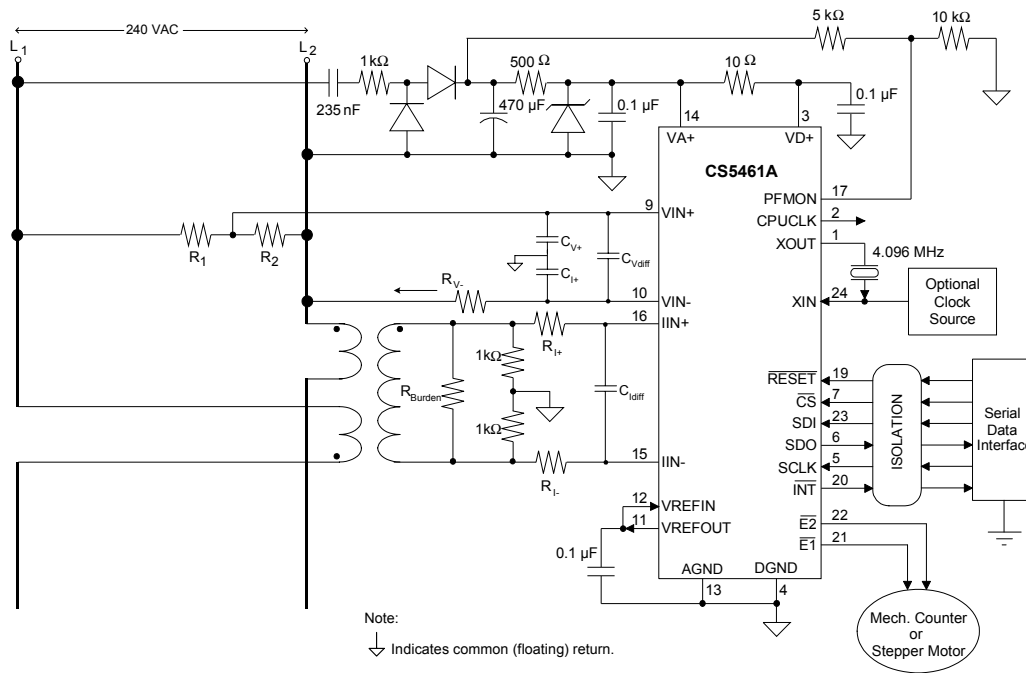 240 VAC
L1
L2
5 kΩ
10 kΩ
1kΩ
500 Ω
10 Ω
235 nF
470 µF
0.1 µF
0.1 µF
14
3
VA+
VD+
CS5461A
PFMON
17
CPUCLK
2
XOUT
1
4.096 MHz
XIN
24
Optional
Clock
Source
9
VIN+
R1
R2
CV+
CI+
CVdiff
RV-
10
VIN-
16
IIN+
RI+
1kΩ
RBurden
CIdiff
1kΩ
15
IIN-
RI-
RESET
19
CS
7
SDI
23
SDO
6
SCLK
5
INT
20
ISOLATION
Serial
Data
Interface
12
VREFIN
11
VREFOUT
E2
22
E1
21
0.1 µF
AGND
DGND
13
4
Mech. Counter
or
Stepper Motor
Note:
Indicates common (floating) return.